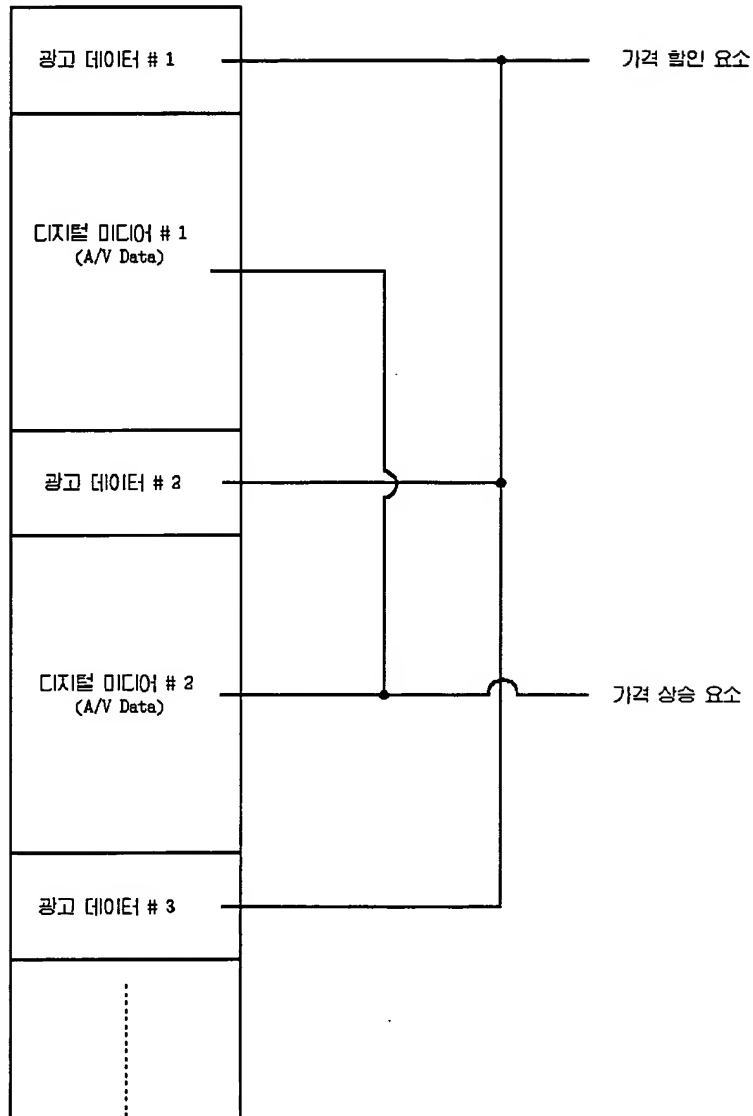 광고 데이터 # 1
가격 할인 요소
디지털 미디어 # 1
(A/V Data)
광고 데이터 # 2
디지털 미디어 # 2
(A/V Data)
가격 상승 요소
광고 데이터 # 3